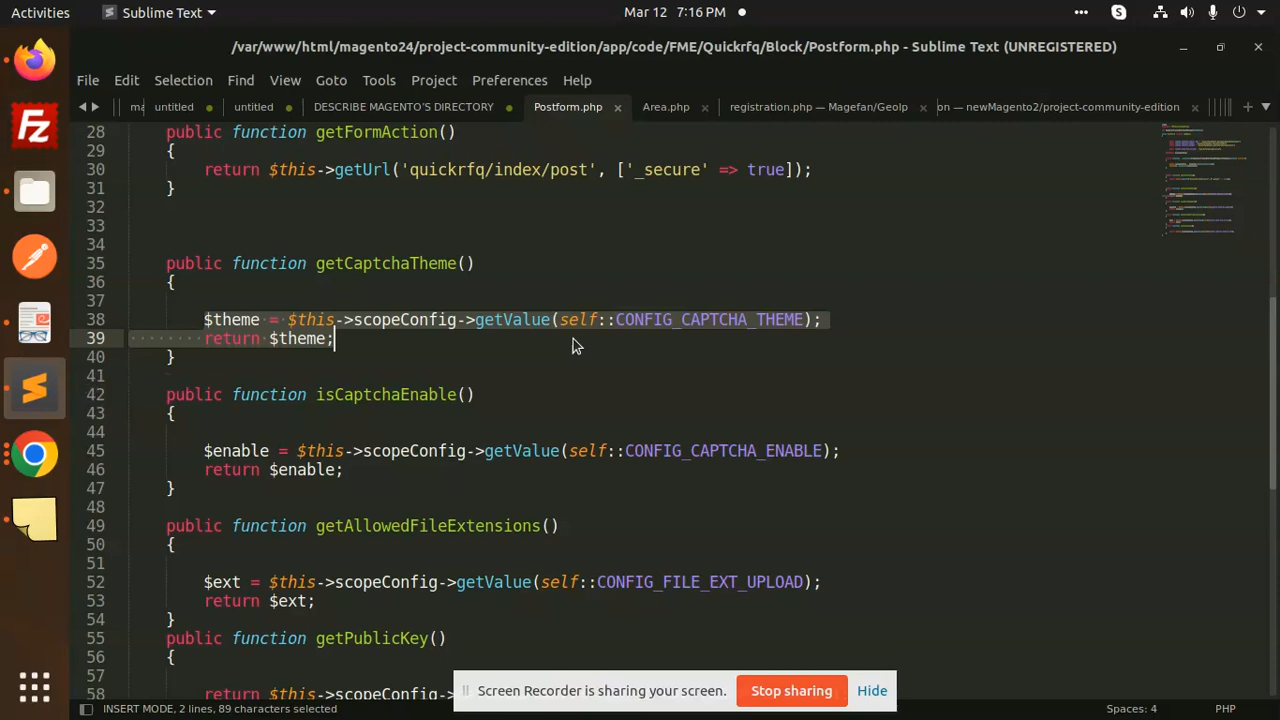 Activities
Sublime Text
Mar 12 7:16 PM
/var/www/html/magento24/project-community-edition/app/code/FME/Quickrfq/Block/Postform.php - Sublime Text (UNREGISTERED)
File Edit Selection Find View Goto Tools Project Preferences Help
ma untitled untitled DESCRIBE MAGENTO'S DIRECTORY Postform.php Area.php registration.php — Magefan/GeoIp on — newMagento2/project-community-edition
28 public function getFormAction()
29 {
30 return $this->getUrl('quickrfq/index/post', ['_secure' => true]);
31 }
32
33
34
35 public function getCaptchaTheme()
36 {
37
38 $theme = $this->scopeConfig->getValue(self::CONFIG_CAPTCHA_THEME);
39 return $theme;
40 }
41
42 public function isCaptchaEnable()
43 {
44
45 $enable = $this->scopeConfig->getValue(self::CONFIG_CAPTCHA_ENABLE);
46 return $enable;
47 }
48
49 public function getAllowedFileExtensions()
50 {
51
52 $ext = $this->scopeConfig->getValue(self::CONFIG_FILE_EXT_UPLOAD);
53 return $ext;
54 }
55 public function getPublicKey()
56 {
57
58 return $this->scopeConfig->
Screen Recorder is sharing your screen. Stop sharing Hide
INSERT MODE, 2 lines, 89 characters selected Spaces: 4 PHP